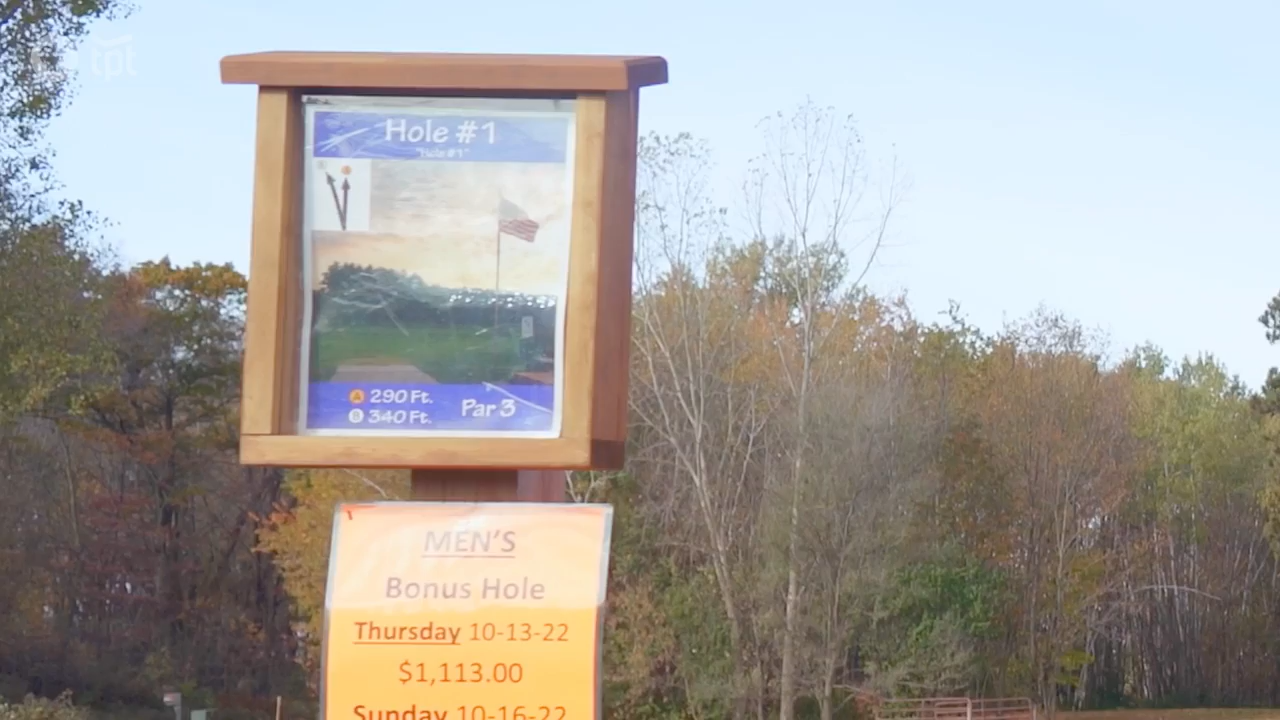 tpt
Hole #1
"Hole #1"
A 290 Ft.
B 340 Ft.
Par 3
MEN'S
Bonus Hole
Thursday 10-13-22
$1,113.00
Sunday 10-16-22